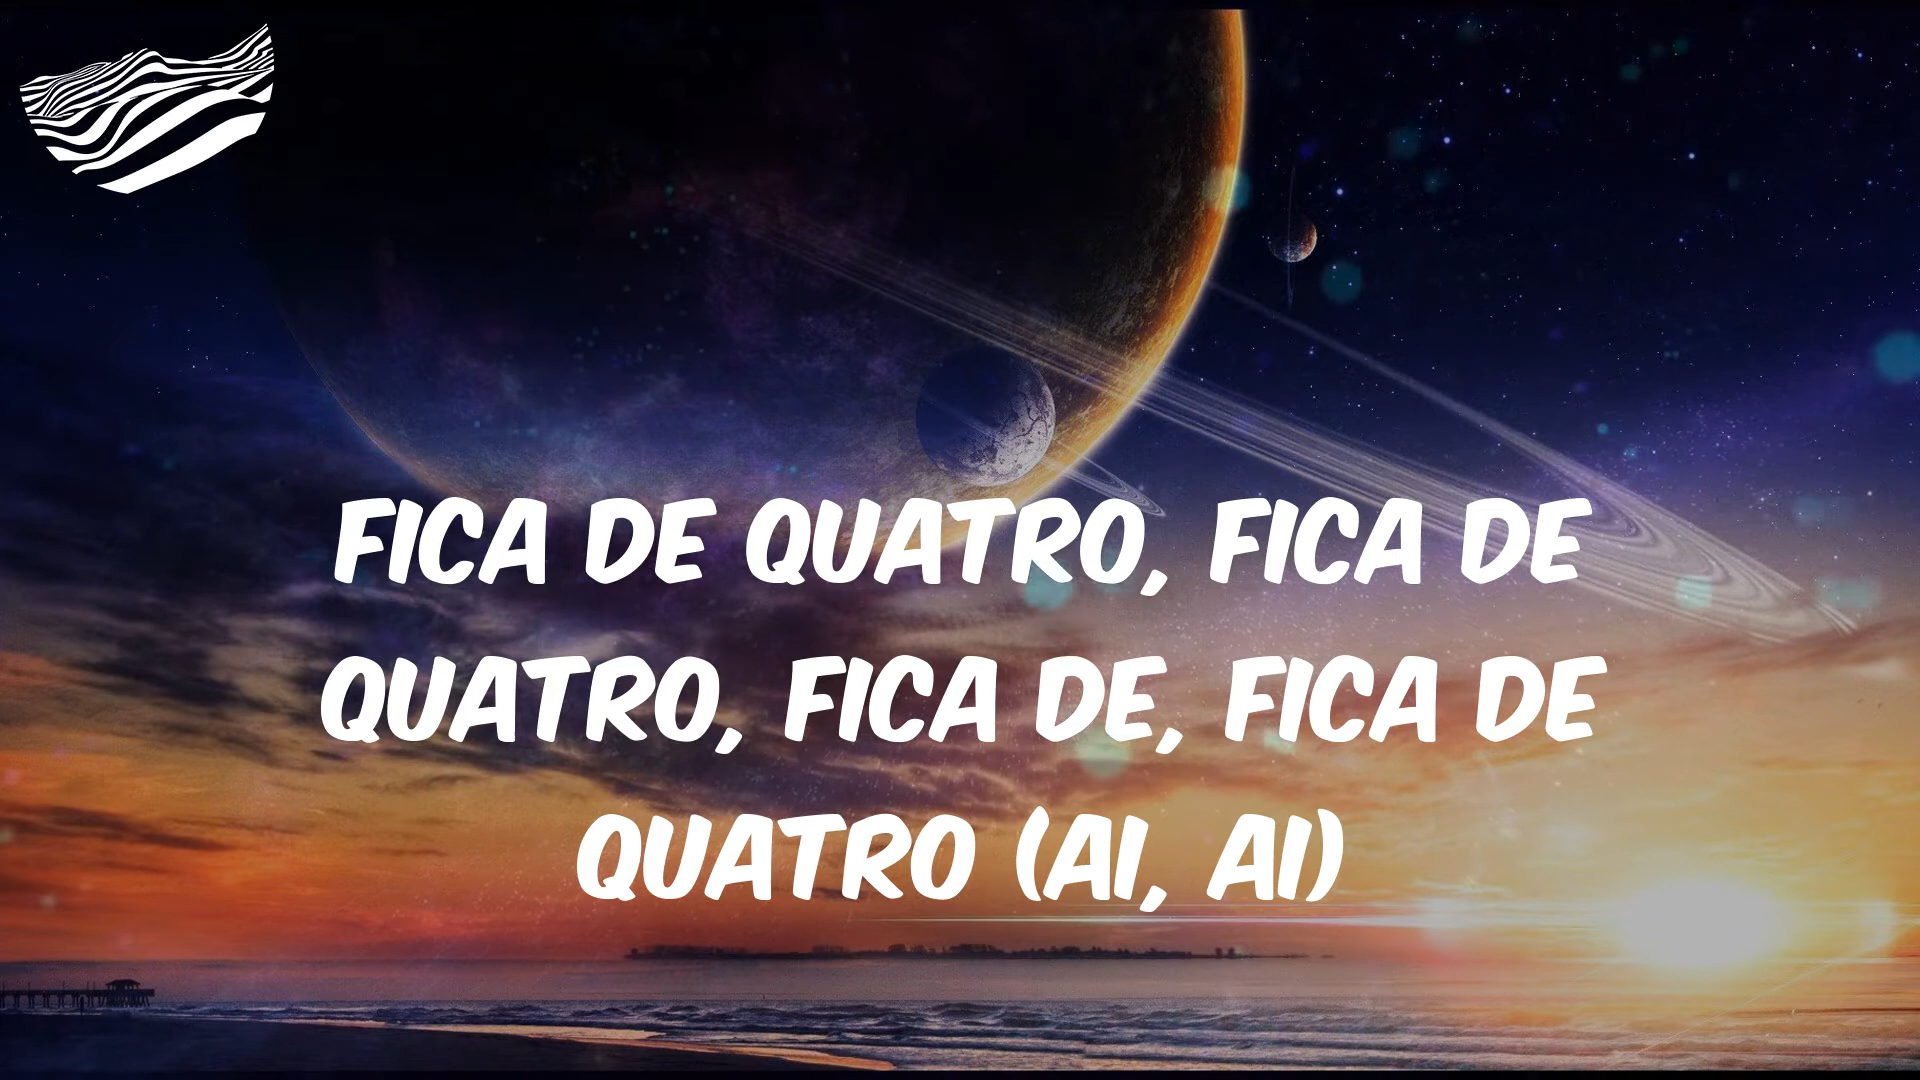 FICA DE QUATRO, FICA DE
QUATRO, FICA DE, FICA DE
QUATRO (AI, AI)